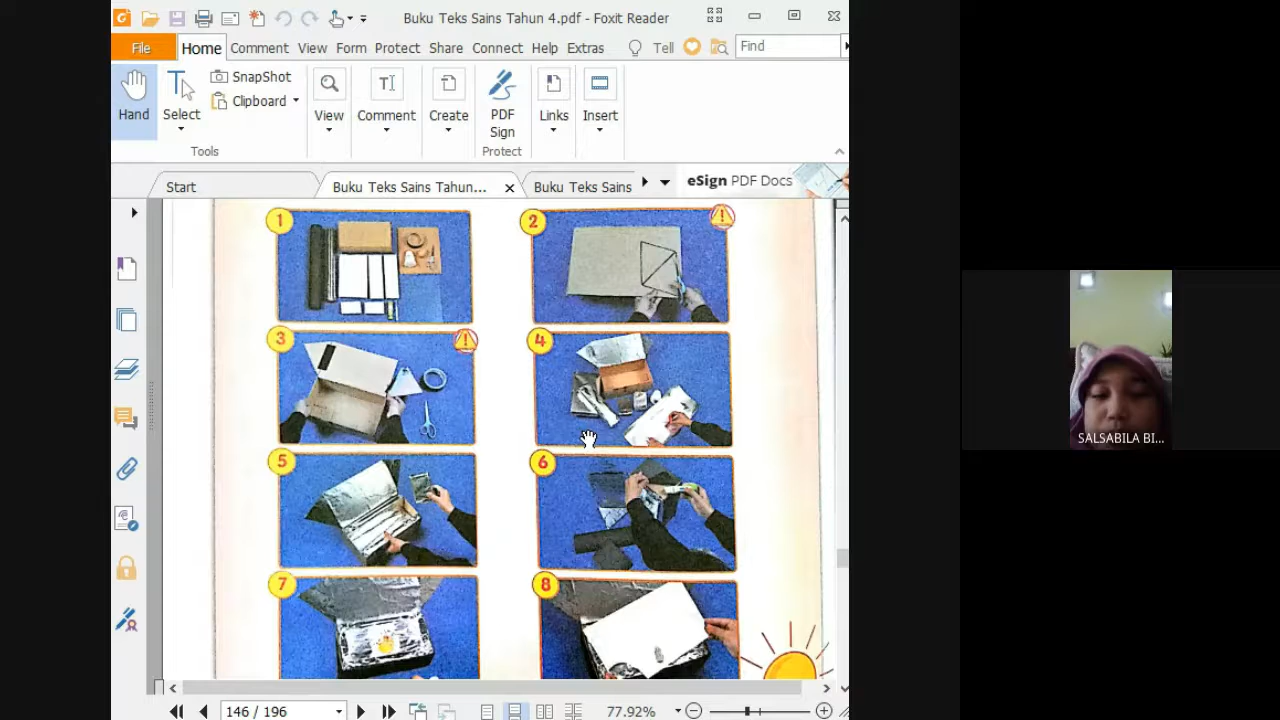 Buku Teks Sains Tahun 4.pdf - Foxit Reader
File Home Comment View Form Protect Share Connect Help Extras Tell Find
SnapShot
Clipboard
Hand Select View Comment Create PDF Sign Links Insert
Tools Protect
Start Buku Teks Sains Tahun... Buku Teks Sains eSign PDF Docs
1 2
3 4
5 6
7 8
SALSABILA BI...
146 / 196 77.92%